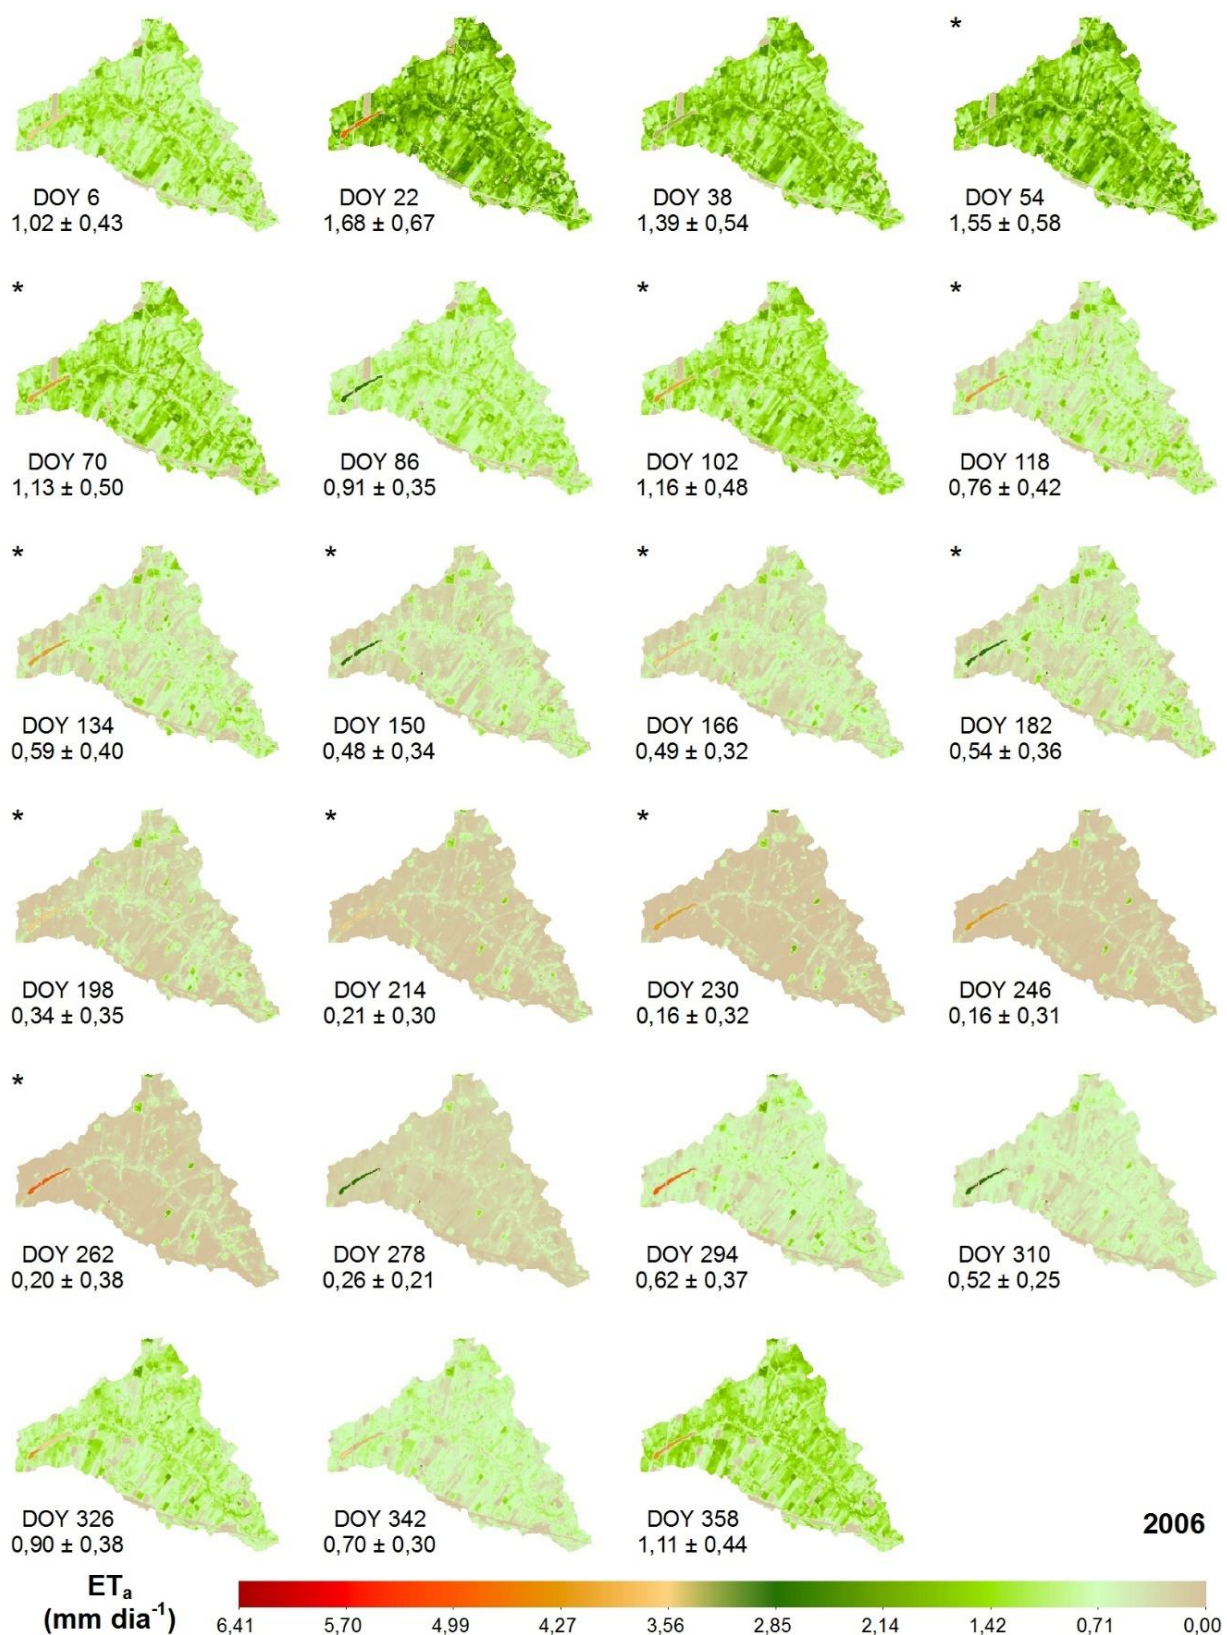 *
DOY 6
1,02 ± 0,43
DOY 22
1,68 ± 0,67
DOY 38
1,39 ± 0,54
DOY 54
1,55 ± 0,58
*
*
*
DOY 70
1,13 ± 0,50
DOY 86
0,91 ± 0,35
DOY 102
1,16 ± 0,48
DOY 118
0,76 ± 0,42
*
*
*
*
DOY 134
0,59 ± 0,40
DOY 150
0,48 ± 0,34
DOY 166
0,49 ± 0,32
DOY 182
0,54 ± 0,36
*
*
*
DOY 198
0,34 ± 0,35
DOY 214
0,21 ± 0,30
DOY 230
0,16 ± 0,32
DOY 246
0,16 ± 0,31
*
DOY 262
0,20 ± 0,38
DOY 278
0,26 ± 0,21
DOY 294
0,62 ± 0,37
DOY 310
0,52 ± 0,25
DOY 326
0,90 ± 0,38
DOY 342
0,70 ± 0,30
DOY 358
1,11 ± 0,44
2006
ETₐ
(mm dia⁻¹)
6,41 5,70 4,99 4,27 3,56 2,85 2,14 1,42 0,71 0,00